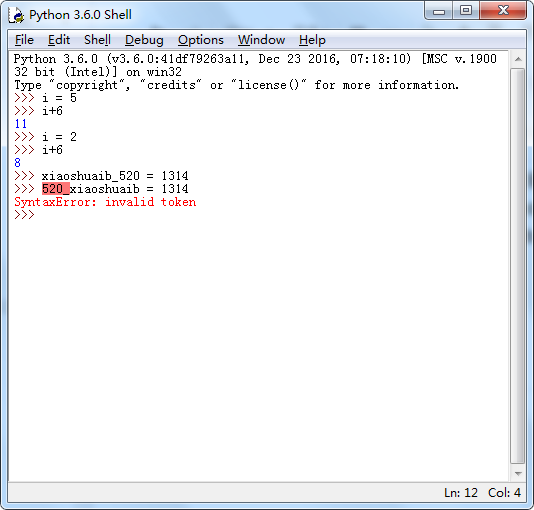 Python 3.6.0 Shell
File Edit Shell Debug Options Window Help
Python 3.6.0 (v3.6.0:41df79263a11, Dec 23 2016, 07:18:10) [MSC v.1900
32 bit (Intel)] on win32
Type "copyright", "credits" or "license()" for more information.
>>> i = 5
>>> i+6
11
>>> i = 2
>>> i+6
8
>>> xiaoshuaib_520 = 1314
>>> 520_xiaoshuaib = 1314
SyntaxError: invalid token
>>>
Ln: 12 Col: 4